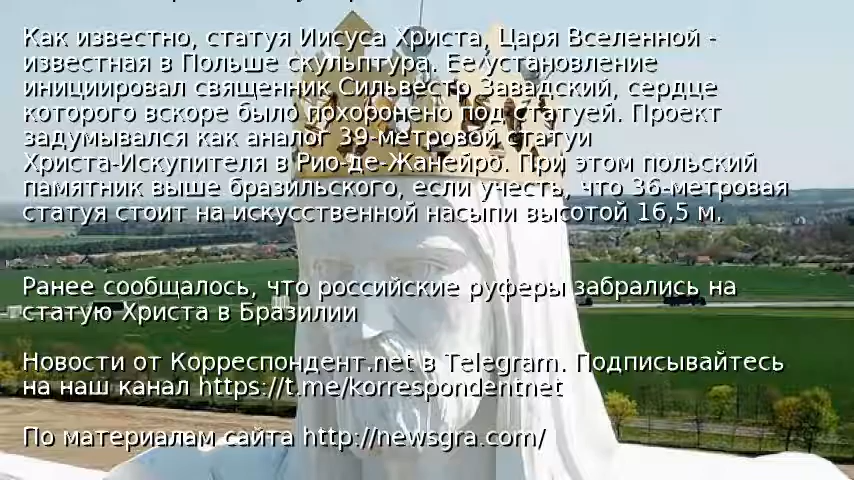 Как известно, статуя Иисуса Христа, Царя Вселенной -
известная в Польше скульптура. Ее установление
инициировал священник Сильвестр Завадский, сердце
которого вскоре было похоронено под статуей. Проект
задумывался как аналог 39-метровой статуи
Христа-Искупителя в Рио-де-Жанейро. При этом польский
памятник выше бразильского, если учесть, что 36-метровая
статуя стоит на искусственной насыпи высотой 16,5 м.
Ранее сообщалось, что российские руферы забрались на
статую Христа в Бразилии
Новости от Корреспондент.net в Telegram. Подписывайтесь
на наш канал https://t.me/korrespondentnet
По материалам сайта http://newsgra.com/